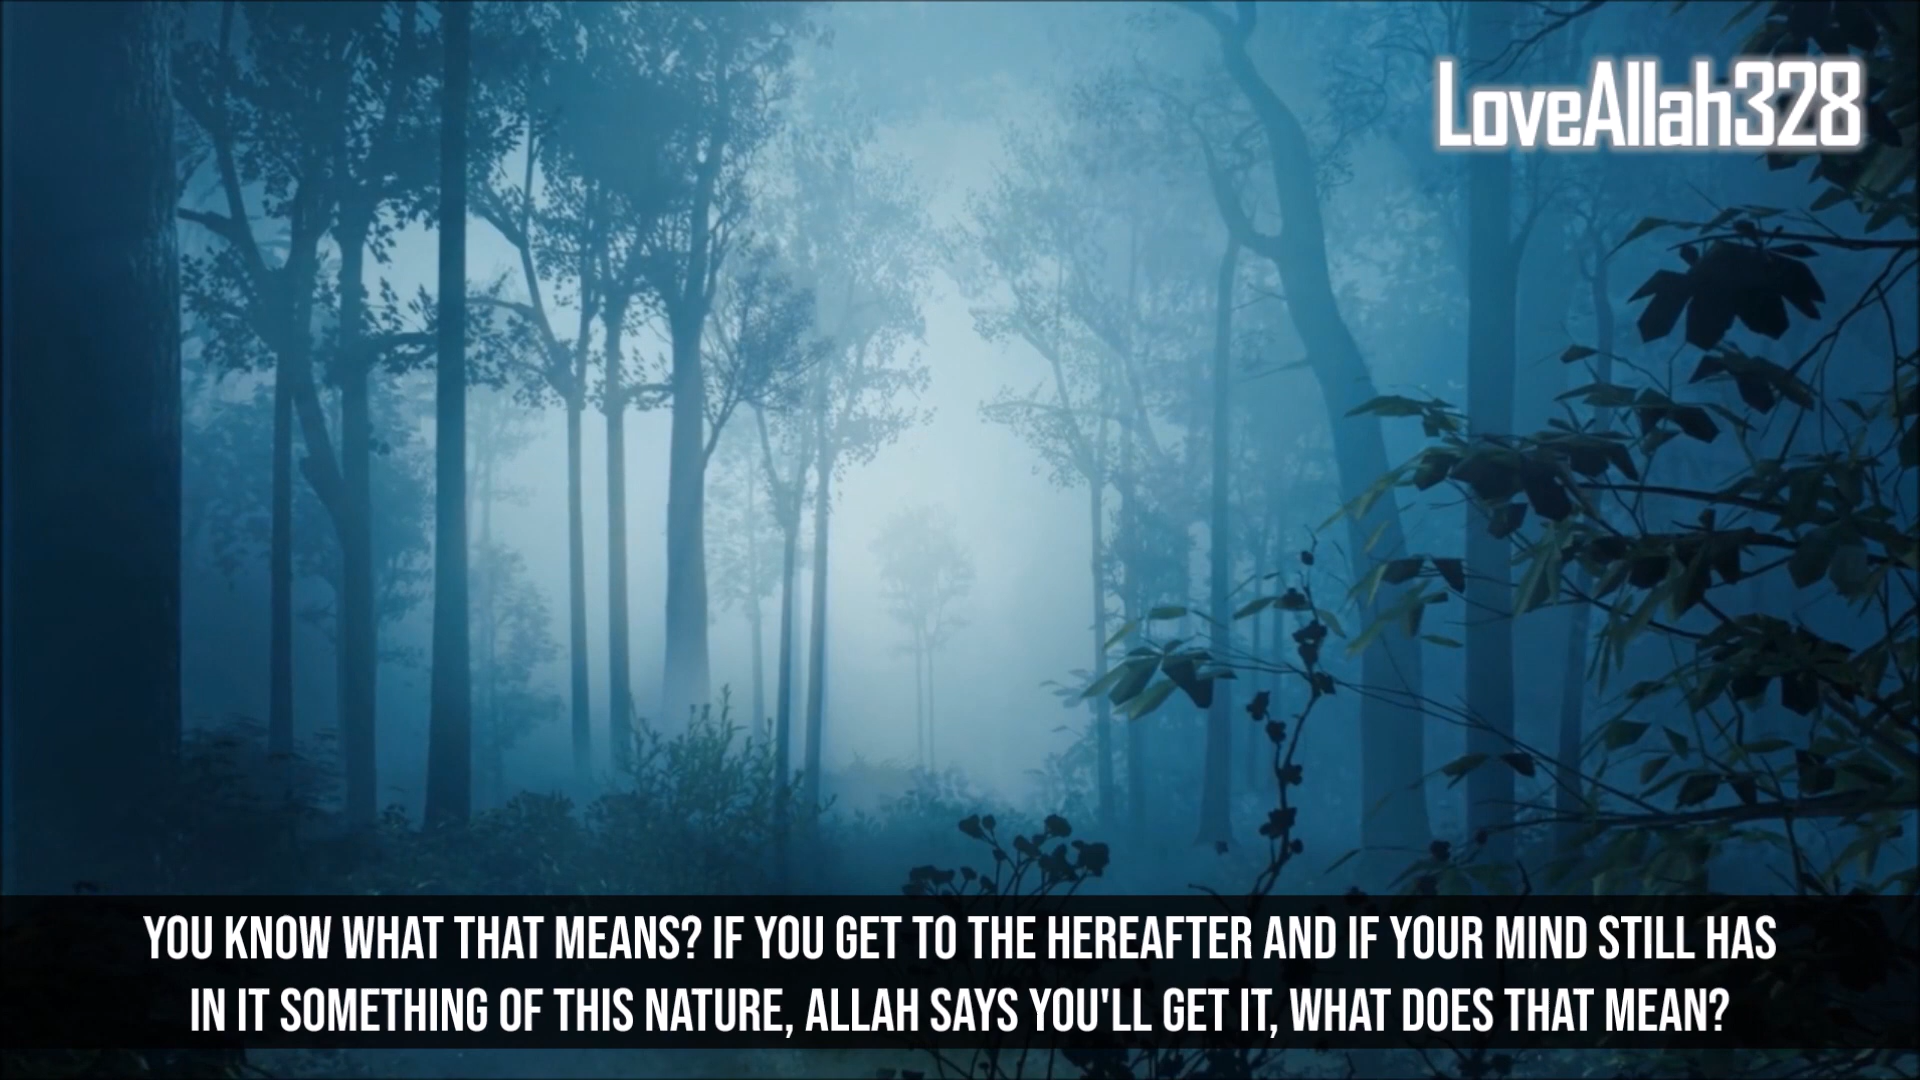 LoveAllah328
YOU KNOW WHAT THAT MEANS? IF YOU GET TO THE HEREAFTER AND IF YOUR MIND STILL HAS
IN IT SOMETHING OF THIS NATURE, ALLAH SAYS YOU'LL GET IT, WHAT DOES THAT MEAN?